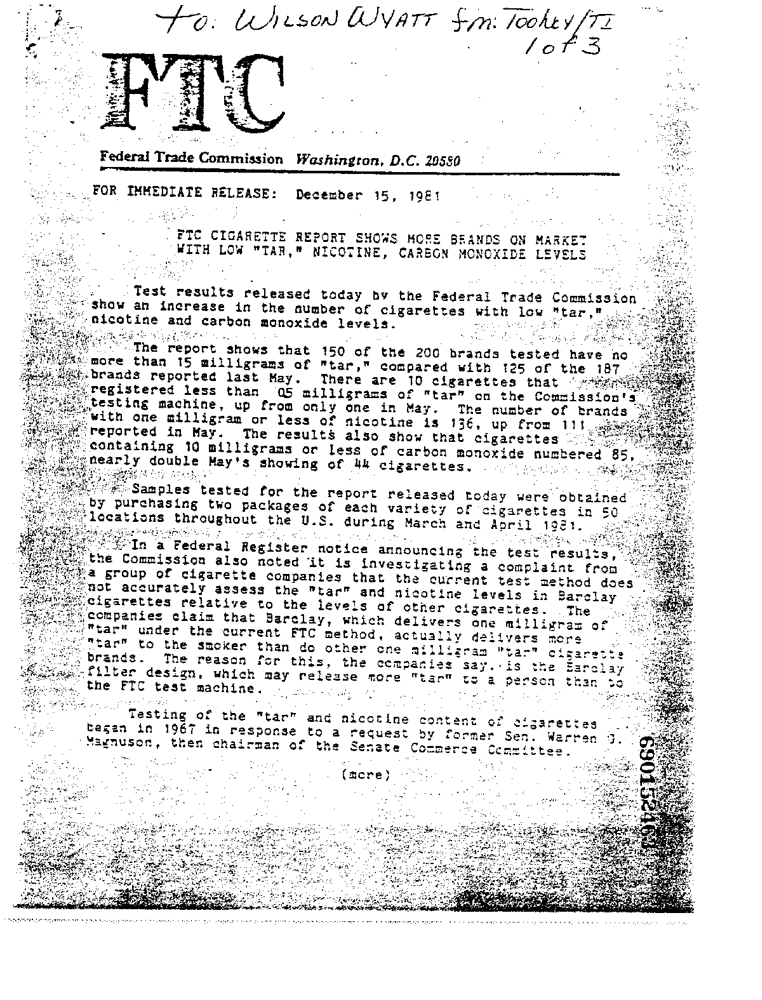 to: WILSON WYATT fm: Tookey/TI
1 of 3
FTC
Federal Trade Commission Washington, D.C. 20580
FOR IMMEDIATE RELEASE: December 15, 1981
FTC CIGARETTE REPORT SHOWS MORE BRANDS ON MARKET
WITH LOW "TAR," NICOTINE, CARBON MONOXIDE LEVELS
Test results released today by the Federal Trade Commission
show an increase in the number of cigarettes with low "tar,"
nicotine and carbon monoxide levels.
The report shows that 150 of the 200 brands tested have no
more than 15 milligrams of "tar," compared with 125 of the 187
brands reported last May. There are 10 cigarettes that
registered less than 05 milligrams of "tar" on the Commission's
testing machine, up from only one in May. The number of brands
with one milligram or less of nicotine is 136, up from 111
reported in May. The results also show that cigarettes
containing 10 milligrams or less of carbon monoxide numbered 85,
nearly double May's showing of 44 cigarettes.
Samples tested for the report released today were obtained
by purchasing two packages of each variety of cigarettes in 50
locations throughout the U.S. during March and April 1981.
In a Federal Register notice announcing the test results,
the Commission also noted it is investigating a complaint from
a group of cigarette companies that the current test method does
not accurately assess the "tar" and nicotine levels in Barclay
cigarettes relative to the levels of other cigarettes. The
companies claim that Barclay, which delivers one milligram of
"tar" under the current FTC method, actually delivers more
"tar" to the smoker than do other one milligram "tar" cigarette
brands. The reason for this, the companies say, is the Barclay
filter design, which may release more "tar" to a person than to
the FTC test machine.
Testing of the "tar" and nicotine content of cigarettes
began in 1967 in response to a request by former Sen. Warren G.
Magnuson, then chairman of the Senate Commerce Committee.
(more)
690152463